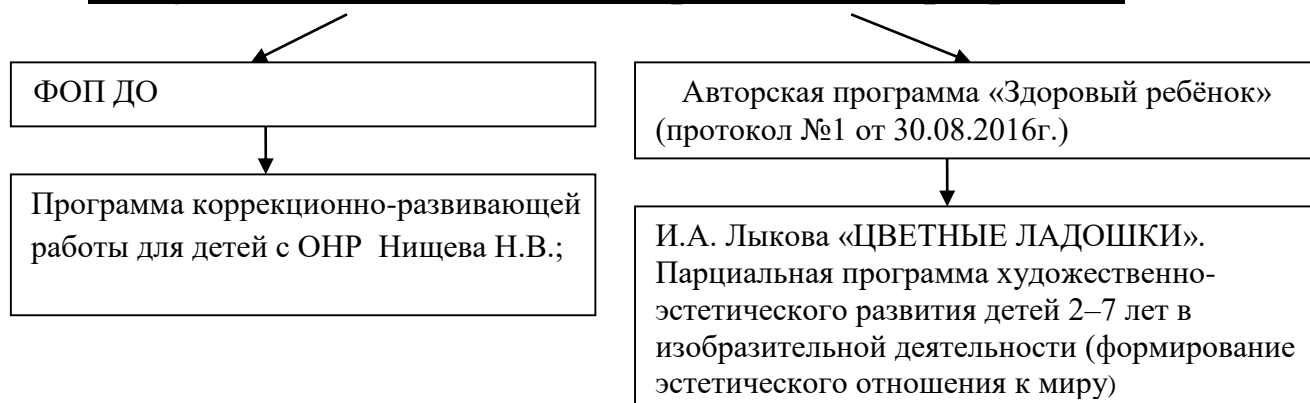 ФОП ДО
Программа коррекционно-развивающей
работы для детей с ОНР Нищева Н.В.;
Авторская программа «Здоровый ребёнок»
(протокол №1 от 30.08.2016г.)
И.А. Лыкова «ЦВЕТНЫЕ ЛАДОШКИ».
Парциальная программа художественно-
эстетического развития детей 2–7 лет в
изобразительной деятельности (формирование
эстетического отношения к миру)